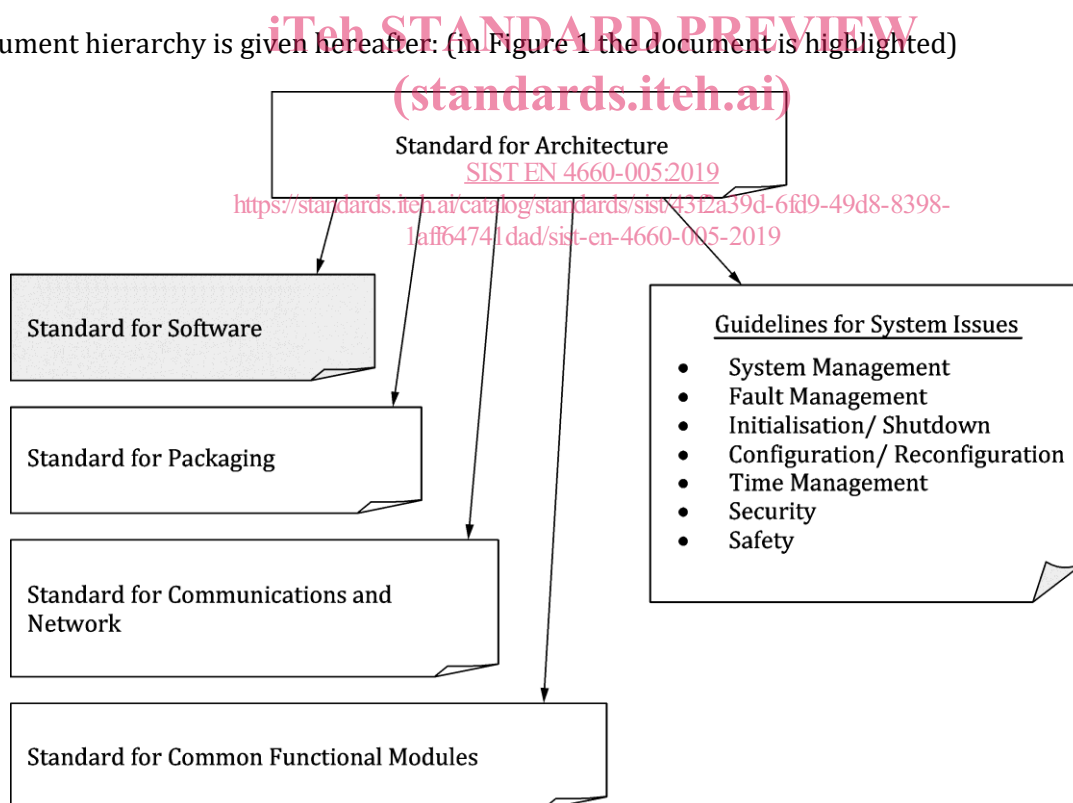 iTeh STANDARD PREVIEW
ument hierarchy is given hereafter: (in Figure 1 the document is highlighted)
(standards.iteh.ai)
Standard for Architecture
SIST EN 4660-005:2019
https://standards.iteh.ai/catalog/standards/sist/43f2a39d-6fd9-49d8-8398-
1aff64741dad/sist-en-4660-005-2019
Standard for Software
Standard for Packaging
Standard for Communications and
Network
Standard for Common Functional Modules
Guidelines for System Issues
• System Management
• Fault Management
• Initialisation/ Shutdown
• Configuration/ Reconfiguration
• Time Management
• Security
• Safety